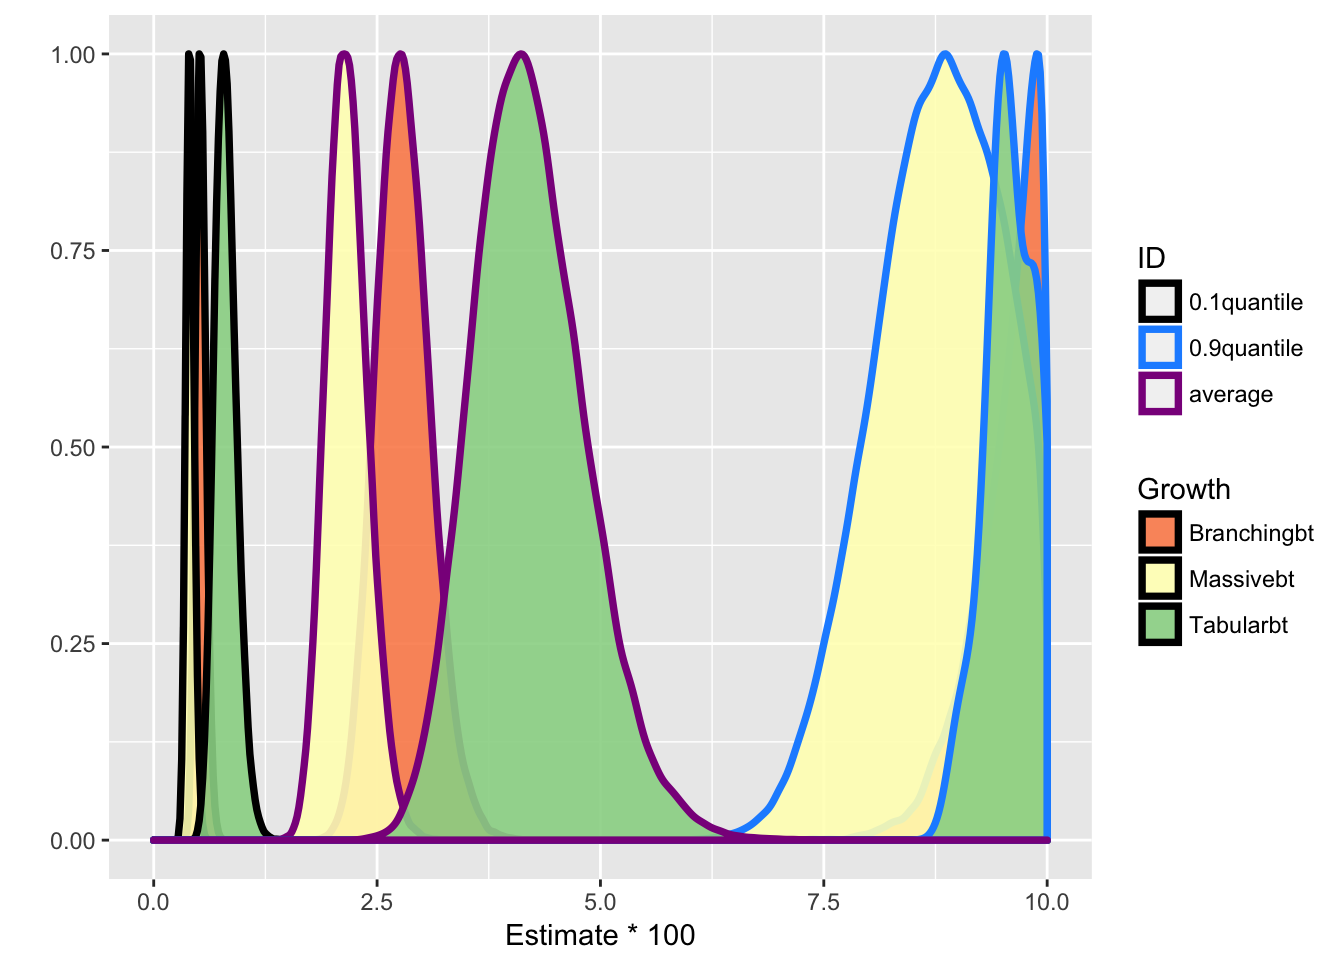 1.00
0.75
0.50
0.25
0.00
0.0 2.5 5.0 7.5 10.0
Estimate * 100
ID
0.1quantile
0.9quantile
average
Growth
Branchingbt
Massivebt
Tabularbt